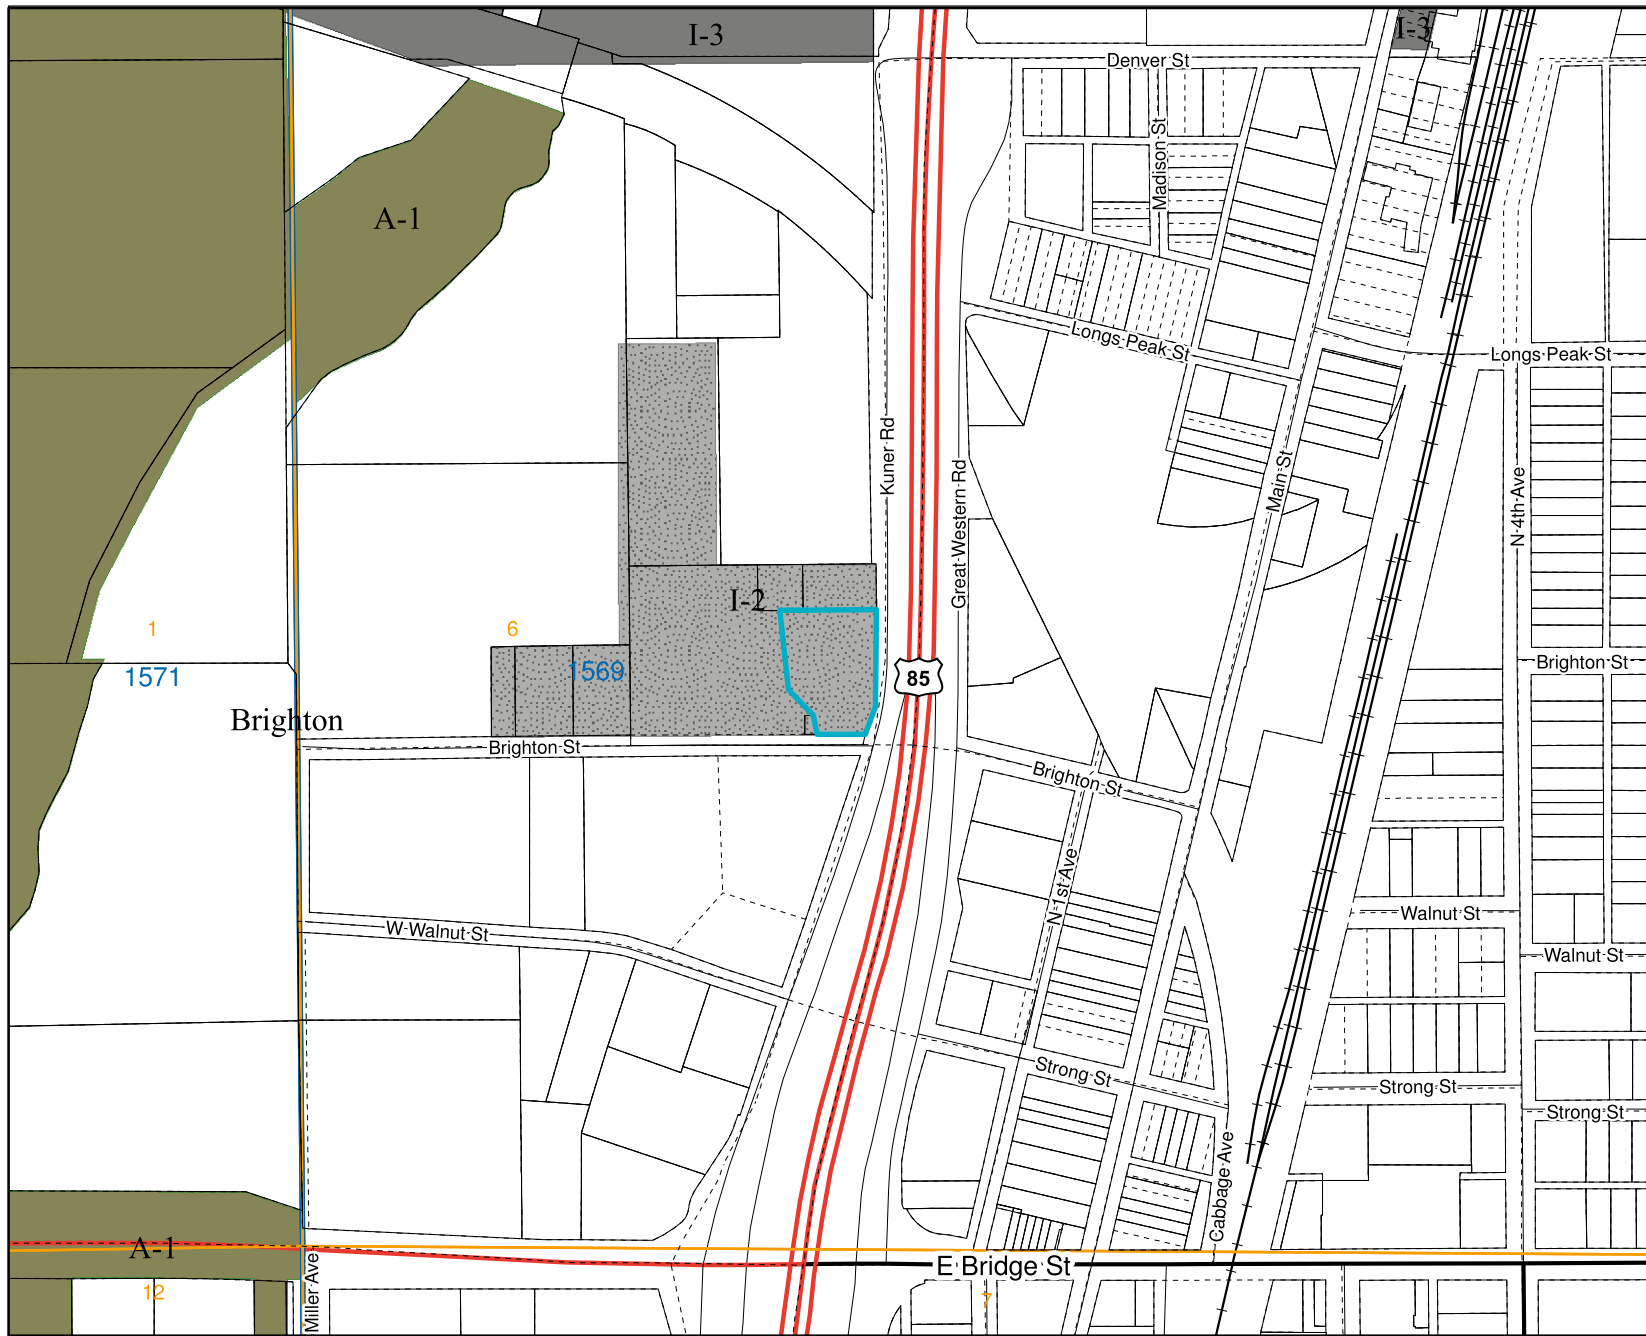 I-3
I-3
Denver St
Madison St
A-1
Longs Peak St
Longs Peak St
Kuner Rd
Great Western Rd
Main St
N 4th Ave
I-2
1
6
1571
1569
85
Brighton St
Brighton
Brighton St
Brighton St
N 1st Ave
Walnut St
W Walnut St
Walnut St
Strong St
Strong St
Strong St
Cabbage Ave
A-1
E Bridge St
Miller Ave
12
7